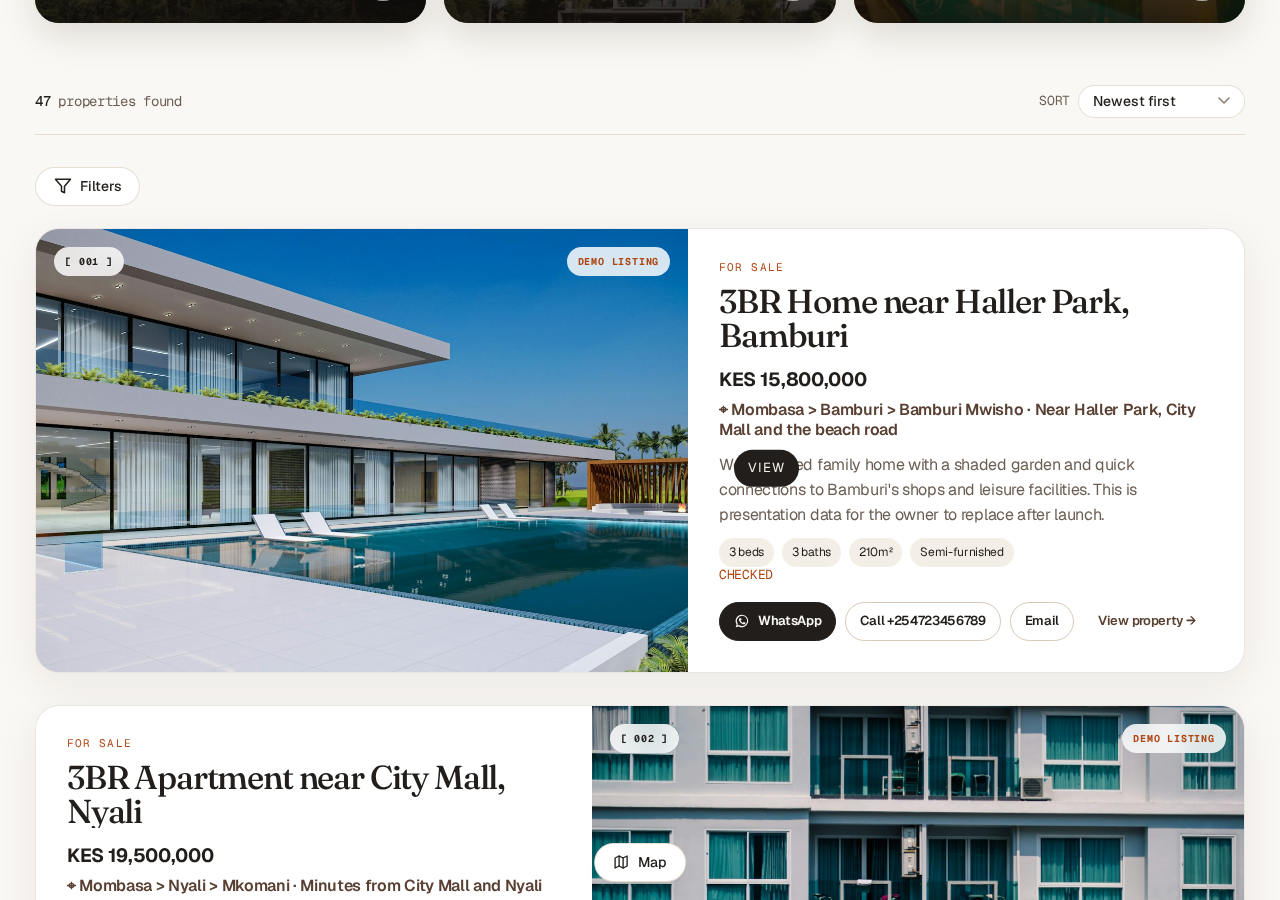 47 properties found
SORT
Newest first
Filters
[ 001 ]
DEMO LISTING
FOR SALE
3BR Home near Haller Park,
Bamburi
KES 15,800,000
⌖ Mombasa > Bamburi > Bamburi Mwisho · Near Haller Park, City
Mall and the beach road
VIEW
family home with a shaded garden and quick
connections to Bamburi's shops and leisure facilities. This is
presentation data for the owner to replace after launch.
3 beds
3 baths
210m²
Semi-furnished
CHECKED
WhatsApp
Call +254723456789
Email
View property →
FOR SALE
3BR Apartment near City Mall,
Nyali
KES 19,500,000
⌖ Mombasa > Nyali > Mkomani · Minutes from City Mall and Nyali
[ 002 ]
DEMO LISTING
Map